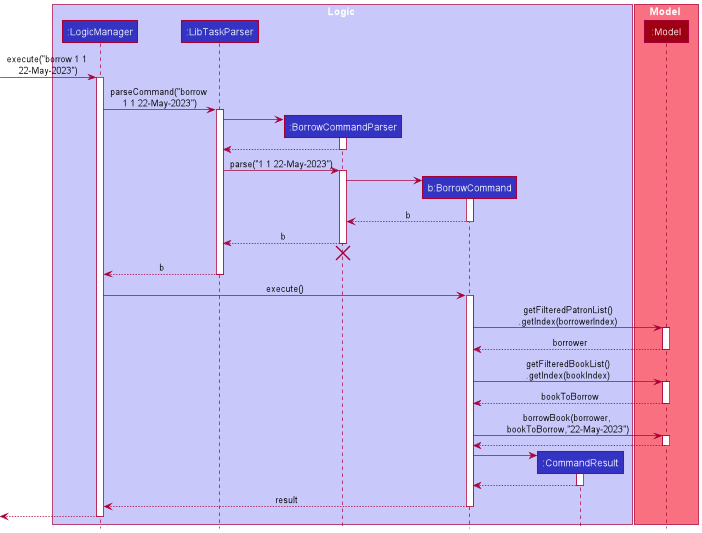 Logic
Model
:LogicManager
:LibTaskParser
:Model
execute("borrow 1 1
22-May-2023")
parseCommand("borrow
1 1 22-May-2023")
:BorrowCommandParser
parse("1 1 22-May-2023")
b:BorrowCommand
b
b
b
execute()
getFilteredPatronList()
.getIndex(borrowerIndex)
borrower
getFilteredBookList()
.getIndex(bookIndex)
bookToBorrow
borrowBook(borrower,
bookToBorrow,"22-May-2023")
:CommandResult
result